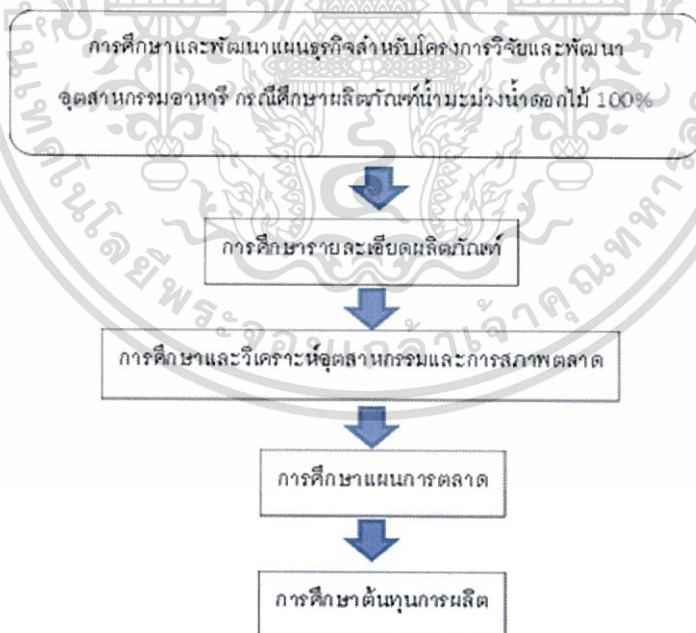 การศึกษาและพัฒนาแผนธุรกิจสำหรับโครงการวิจัยและพัฒนา
อุตสาหกรรมอาหารี กรณีศึกษาผลิตภัณฑ์น้ำมะม่วงน้ำดอกไม้ 100%
การศึกษารายละเอียดผลิตภัณฑ์
การศึกษาและวิเคราะห์อุตสาหกรรมและการสภาพตลาด
การศึกษาแผนการตลาด
การศึกษาต้นทุนการผลิต